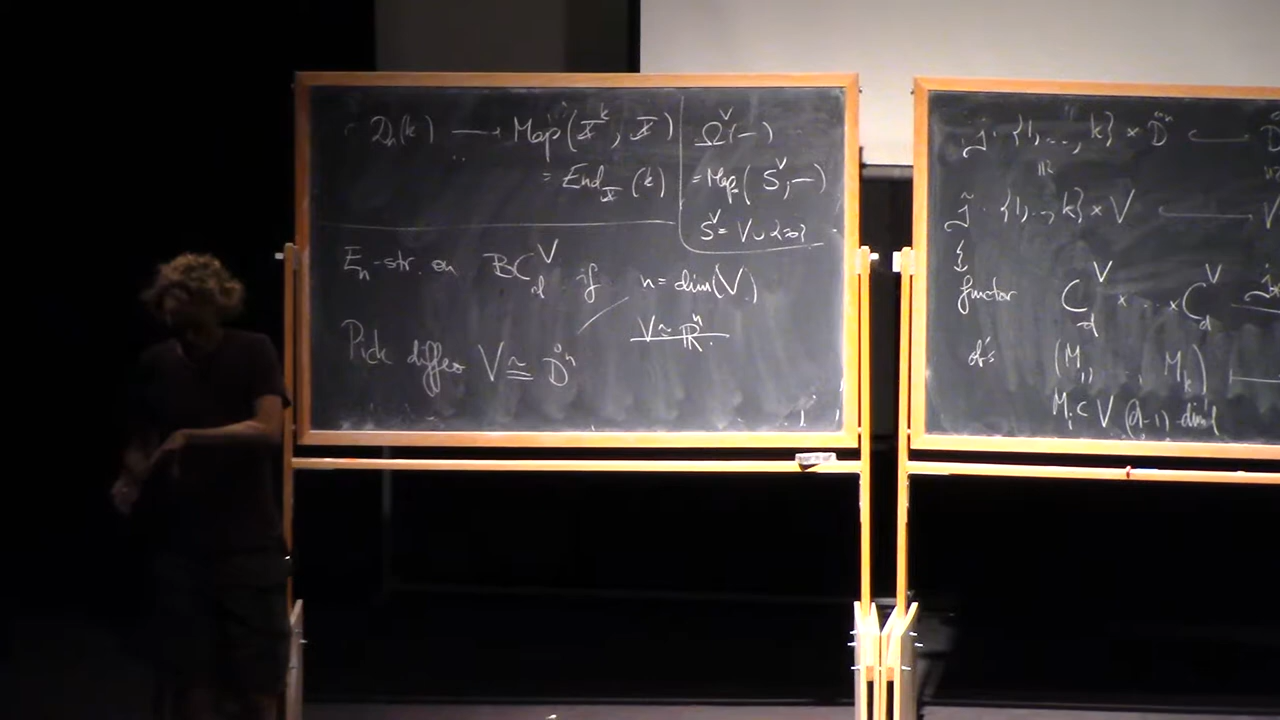 D_n(k) → Map(X^k, X)
= End_X (k)
Ω^V(-)
= Map(S^V, -)
S^V = V ∪ {∞}
E_n-str. on BC_d^V if n = dim(V)
V ≃ R^n
Pick diffeo V ≅ D°^n
j : {1, ..., k} × D°^n ↪
j̃ : {1, .., k} × V ↪ V
functor C_d^V × ... × C_d^V
ob's (M_1, ..., M_k)
M_i ⊂ V (d-1)-dim'l